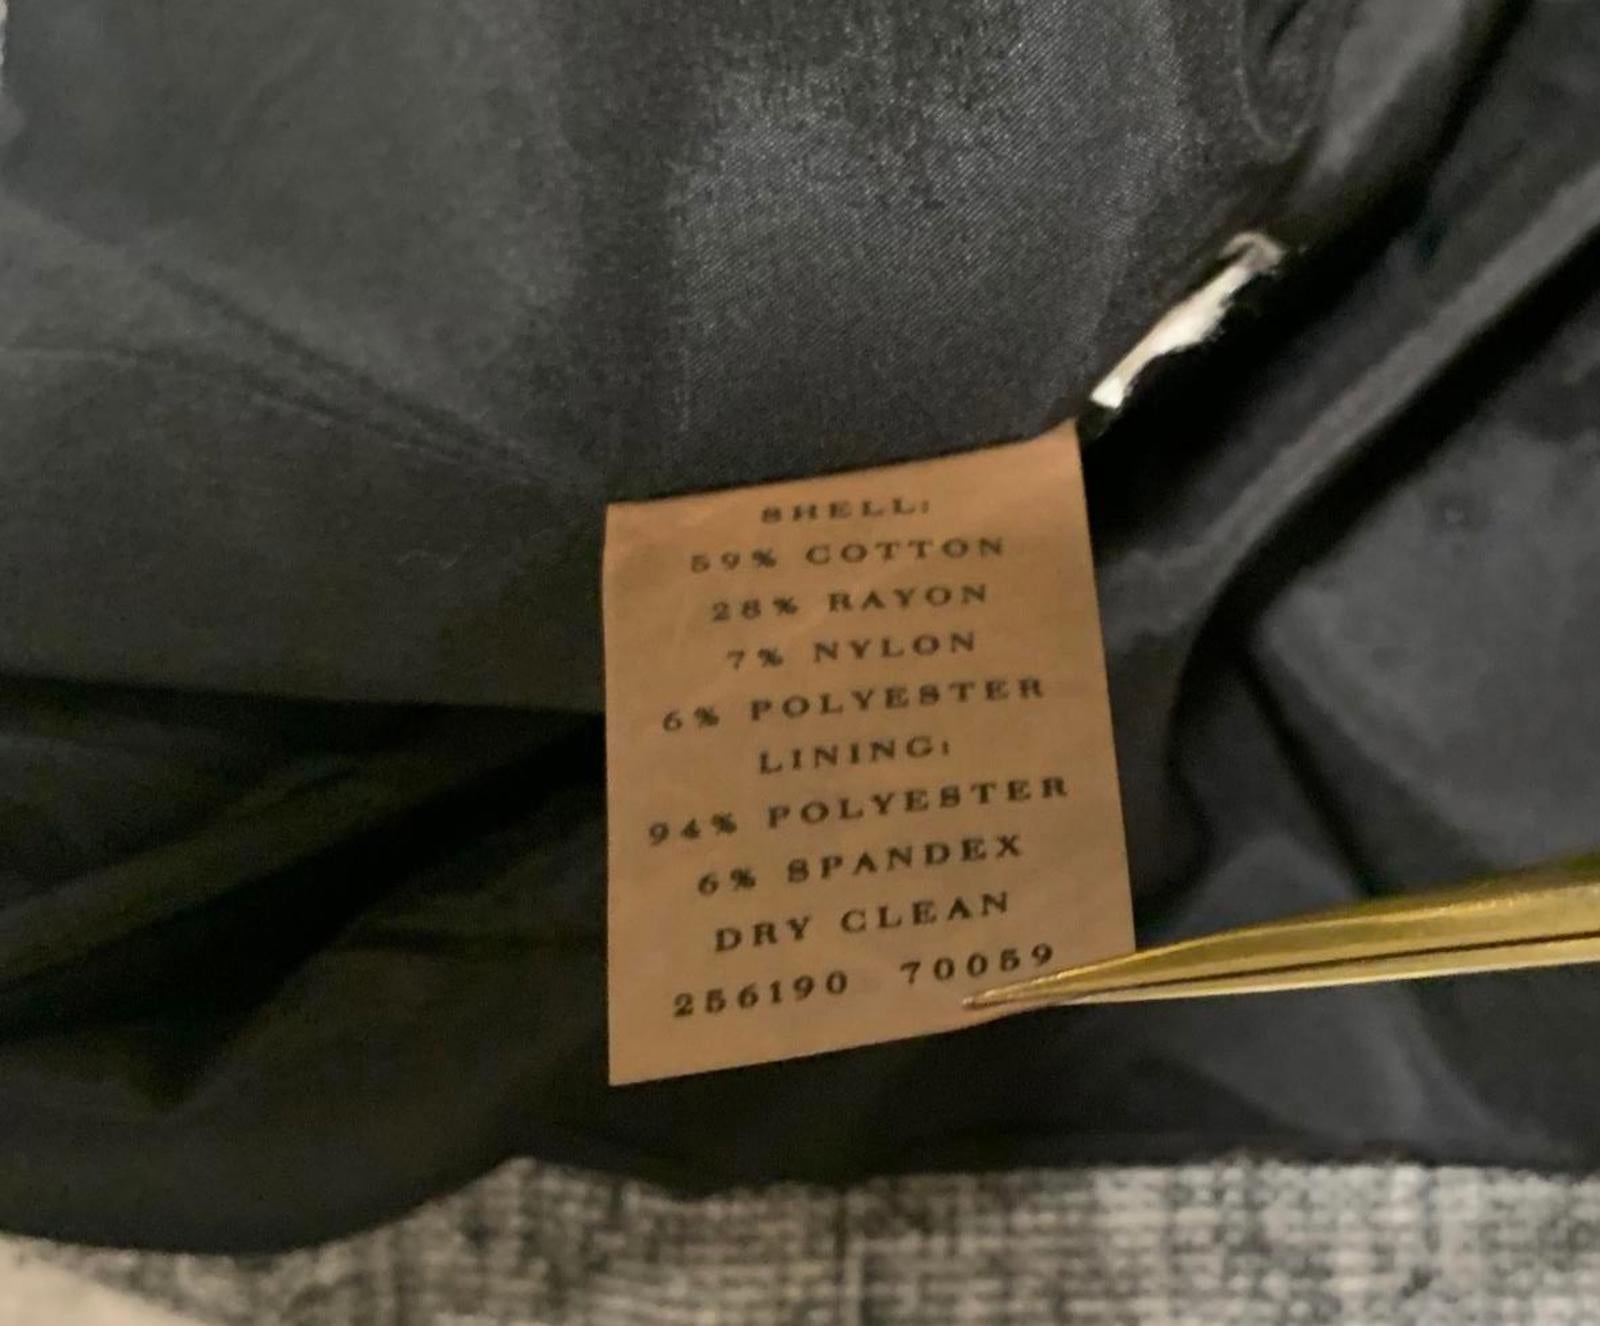 SHELL:
59% COTTON
28% RAYON
7% NYLON
6% POLYESTER
LINING:
94% POLYESTER
6% SPANDEX
DRY CLEAN
256190 70059